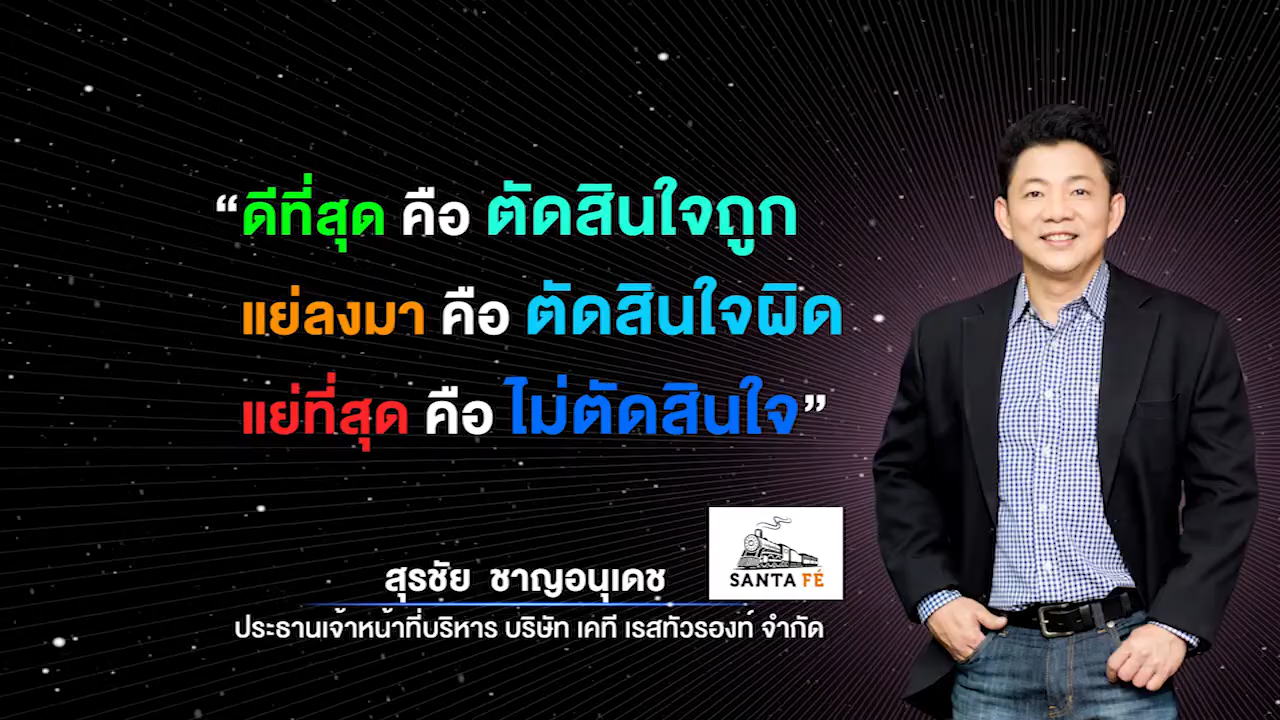 “ดีที่สุด คือ ตัดสินใจถูก
แย่ลงมา คือ ตัดสินใจผิด
แย่ที่สุด คือ ไม่ตัดสินใจ”
SANTA FÉ
สุรชัย ชาญอนุเดช
ประธานเจ้าหน้าที่บริหาร บริษัท เคที เรสทัวรองท์ จำกัด